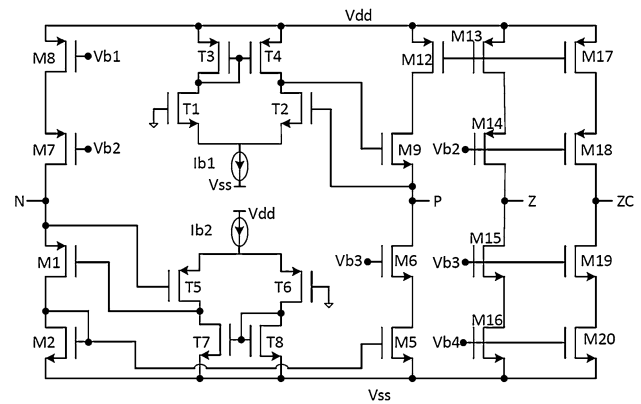 Vdd
M8
Vb1
T3
T4
M12
M13
M17
T1
T2
M7
Vb2
M9
Vb2
M14
M18
Ib1
Vss
N
P
Z
ZC
Ib2
Vdd
M1
T5
T6
Vb3
M6
Vb3
M15
M19
M2
T7
T8
M5
Vb4
M16
M20
Vss